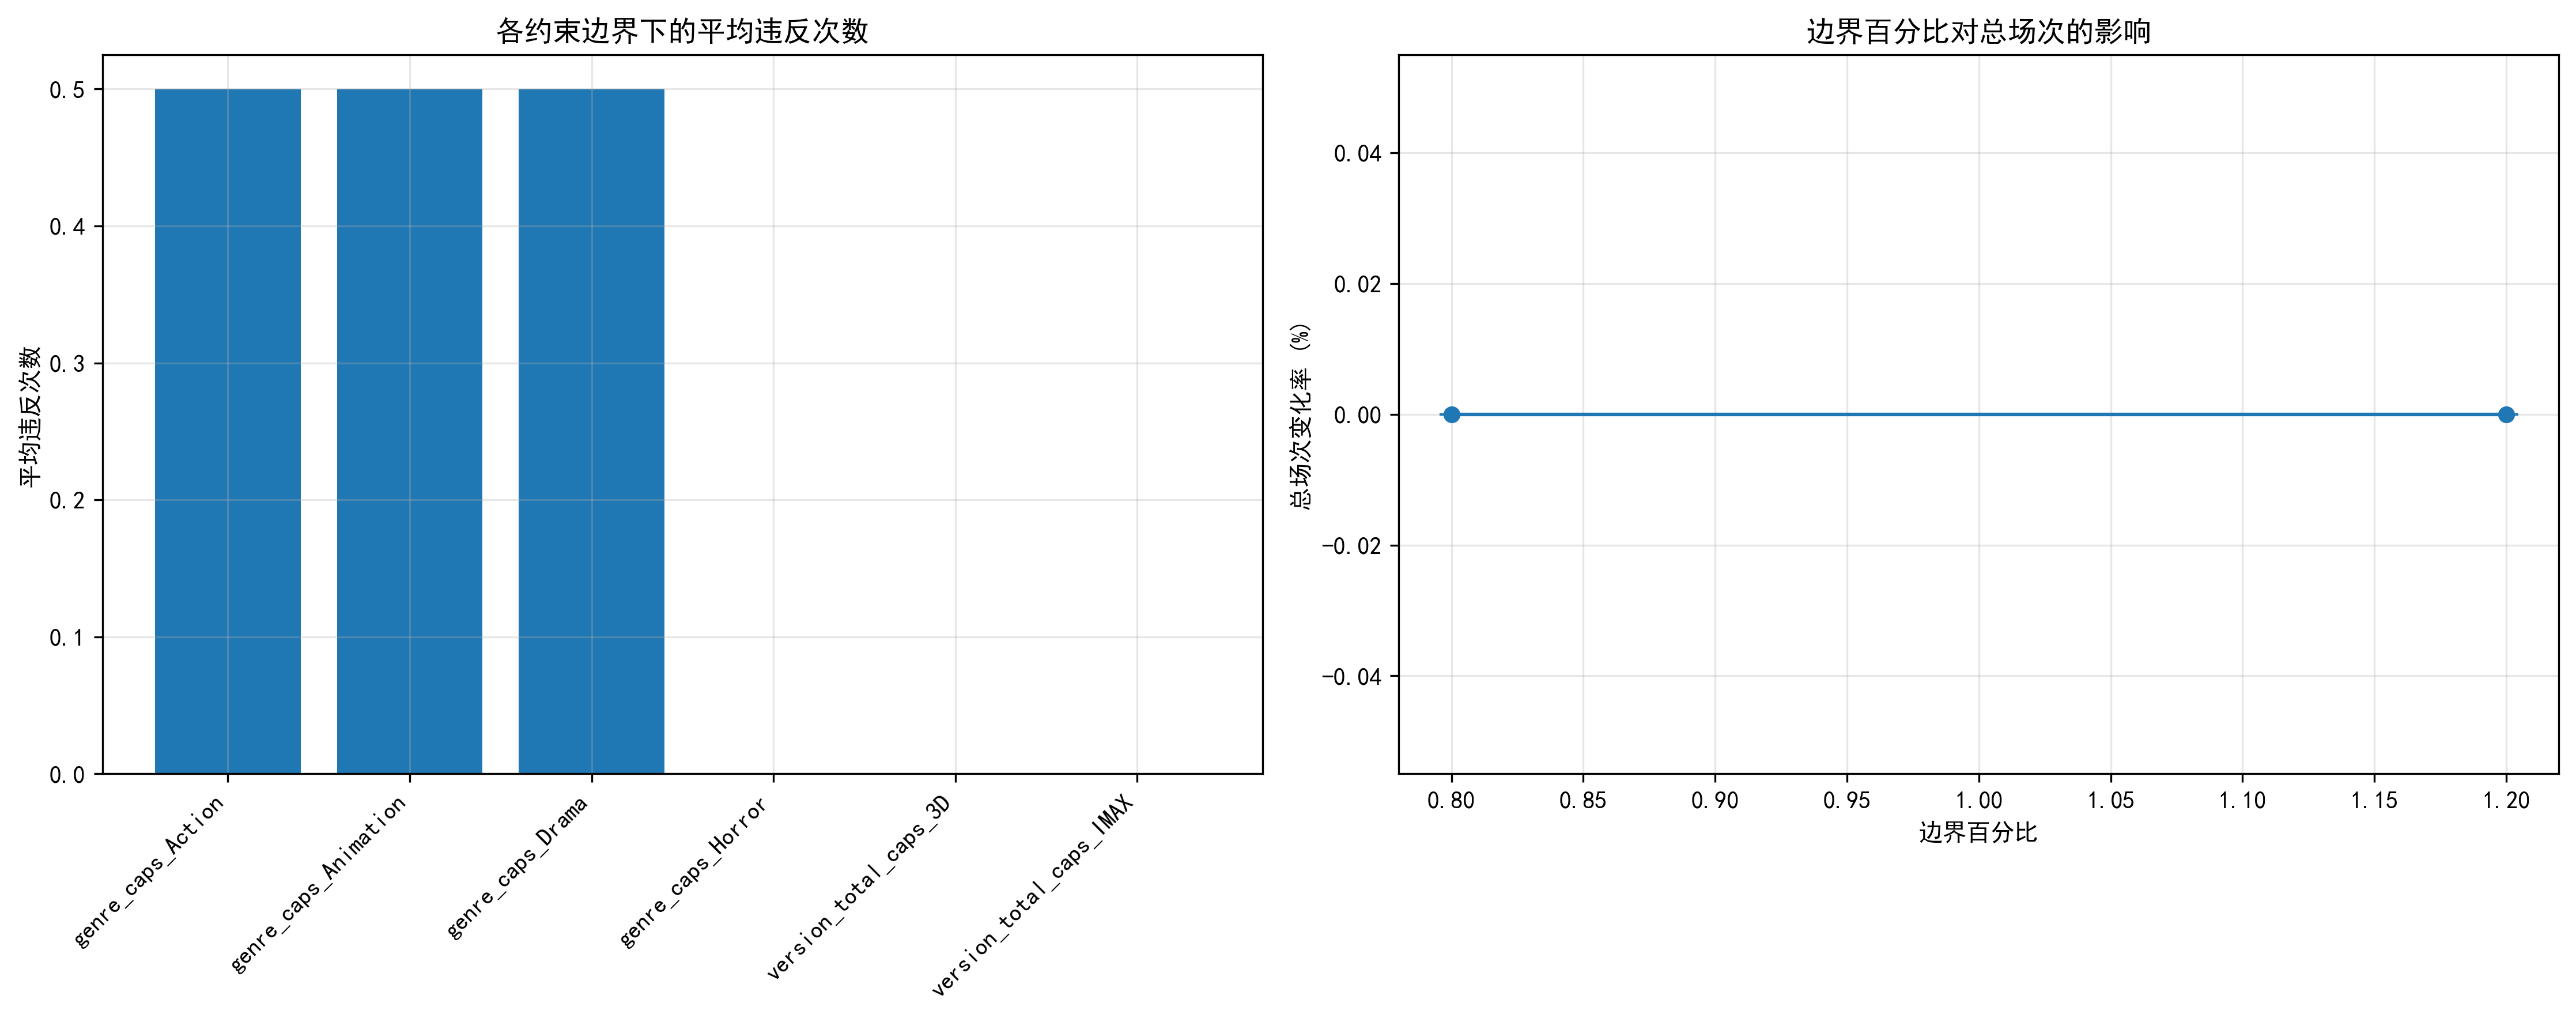 各约束边界下的平均违反次数
平均违反次数
0.5
0.4
0.3
0.2
0.1
0.0
genre_caps_Action
genre_caps_Animation
genre_caps_Drama
genre_caps_Horror
version_total_caps_3D
version_total_caps_IMAX
边界百分比对总场次的影响
总场次变化率 (%)
0.04
0.02
0.00
-0.02
-0.04
0.80
0.85
0.90
0.95
1.00
1.05
1.10
1.15
1.20
边界百分比